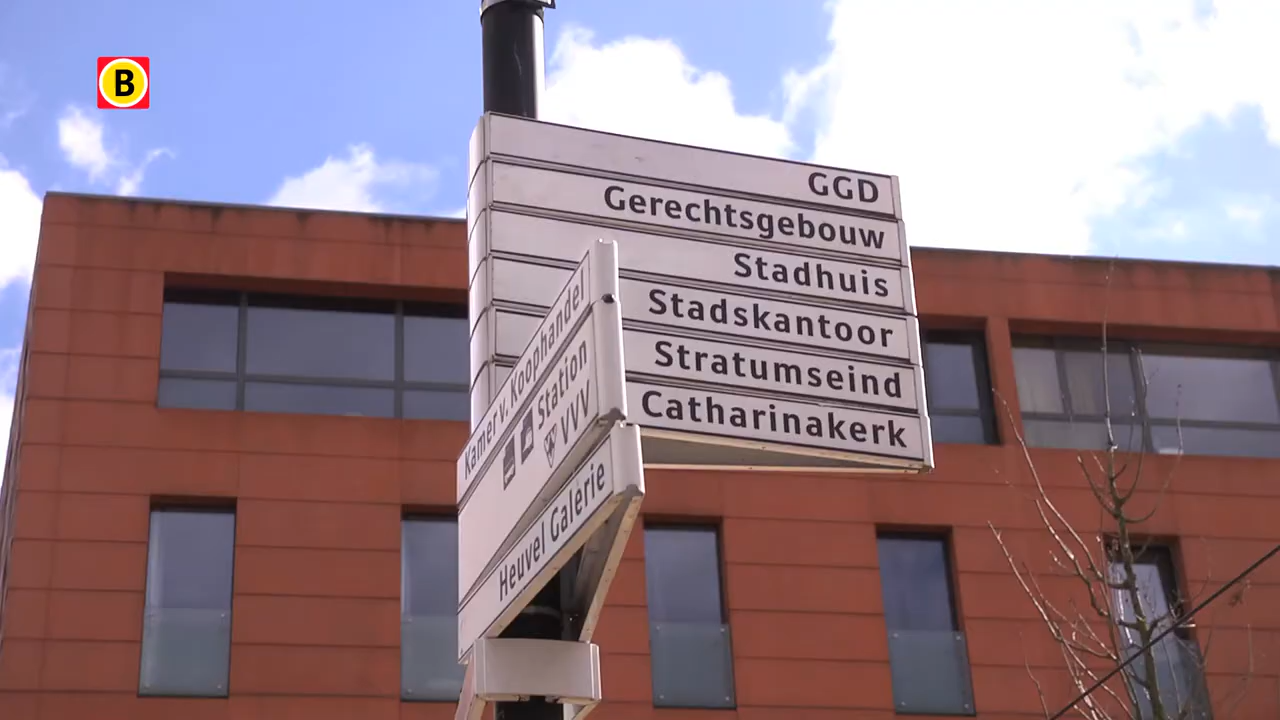 B
GGD
Gerechtsgebouw
Stadhuis
Stadskantoor
Stratumseind
Catharinakerk
Kamer v. Koophandel
Station
VVV
Heuvel Galerie